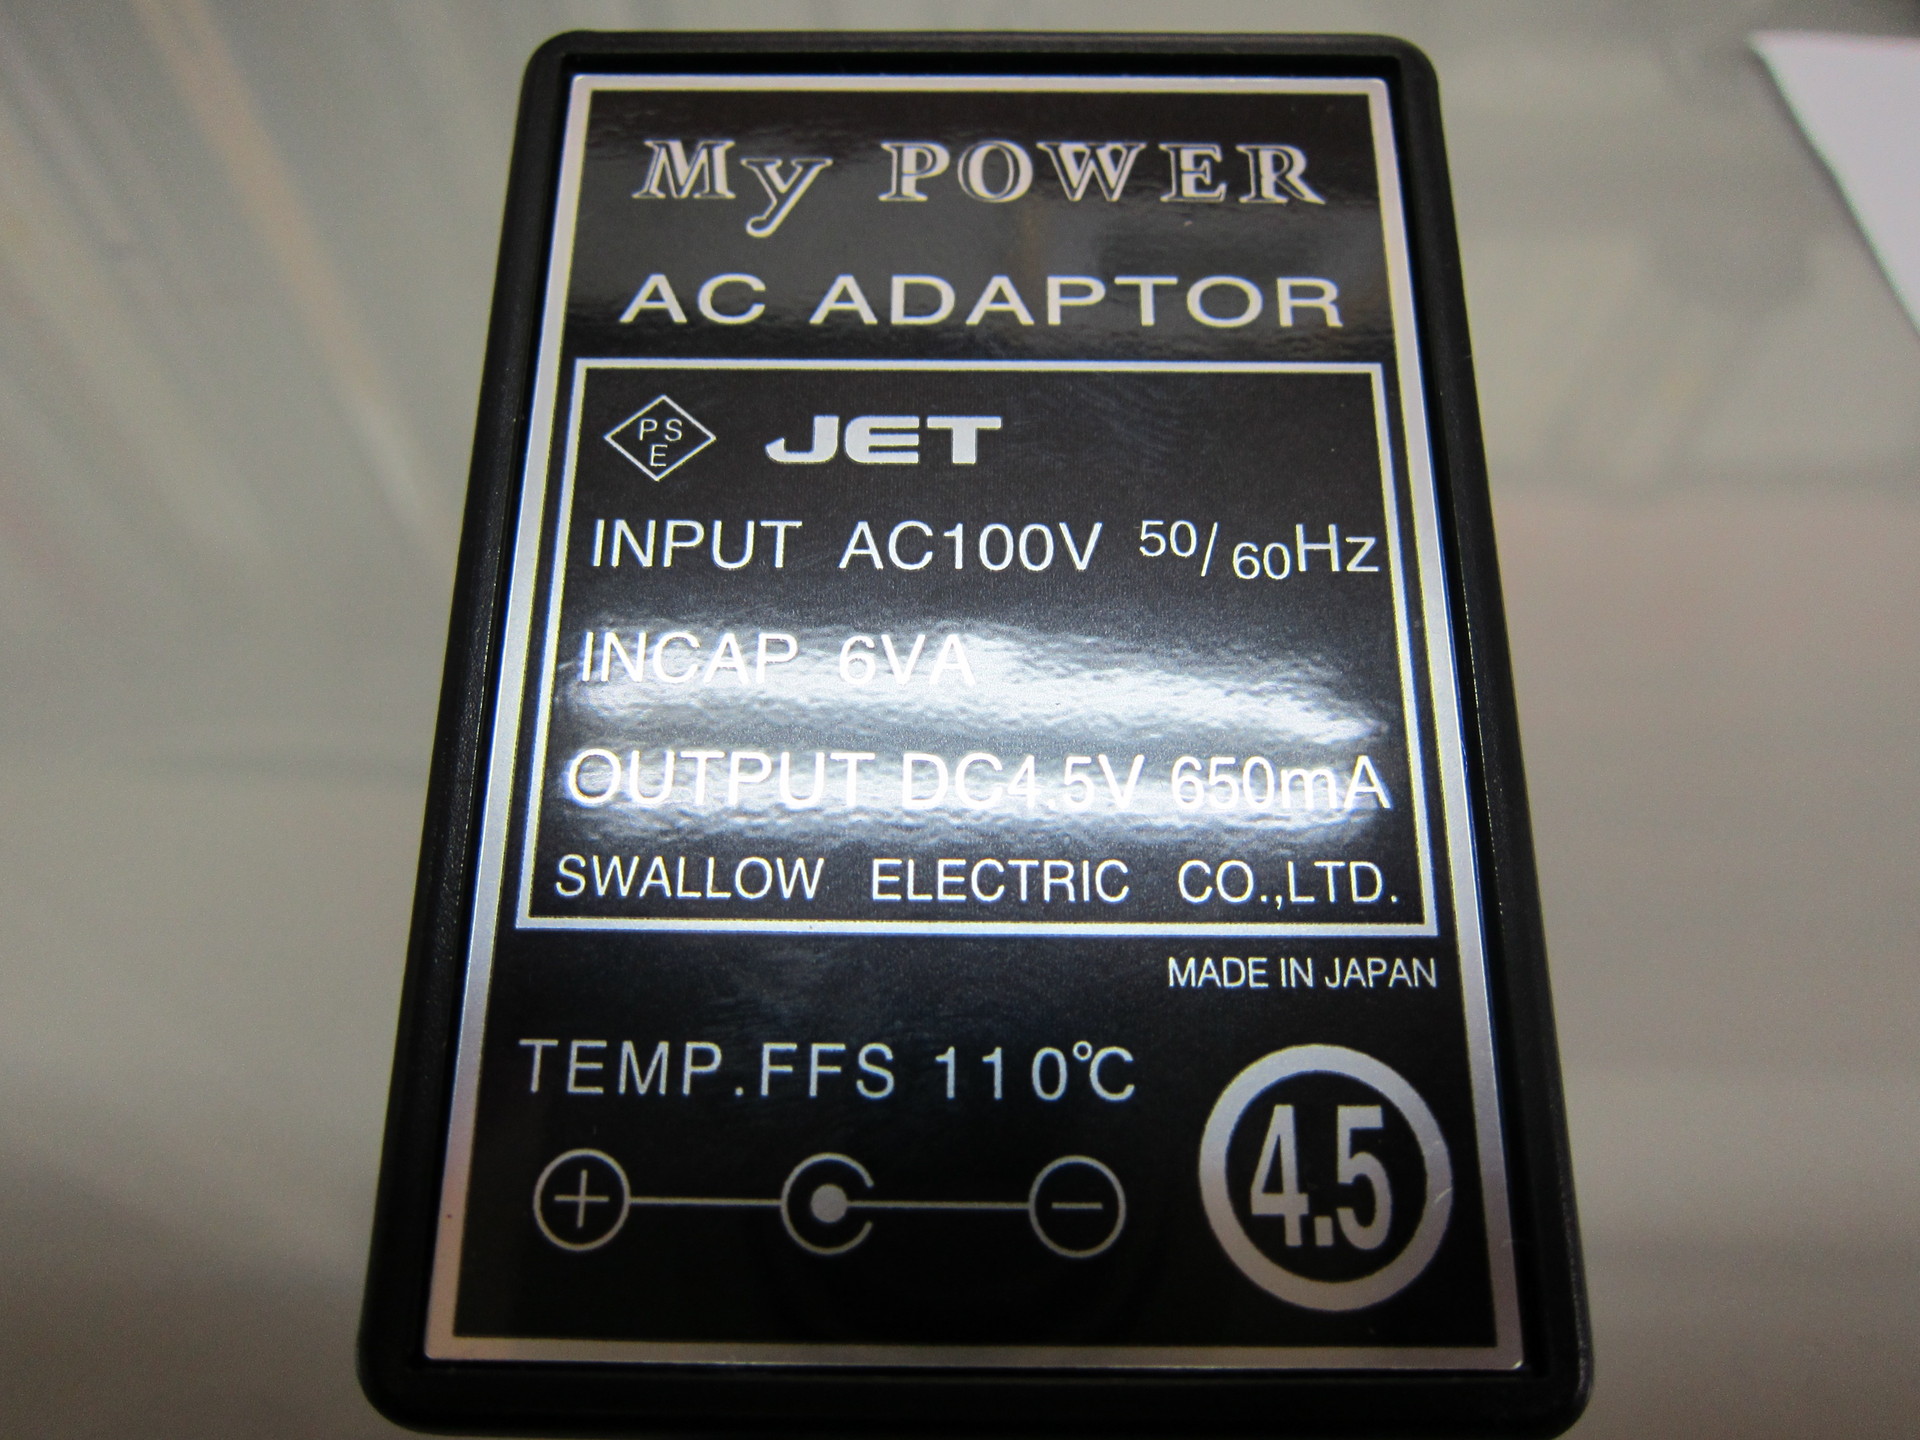 My POWER
AC ADAPTOR
PSE JET
INPUT AC100V 50/60Hz
INCAP 6VA
OUTPUT DC4.5V 650mA
SWALLOW ELECTRIC CO.,LTD.
MADE IN JAPAN
TEMP.FFS 110℃
+ −
4.5